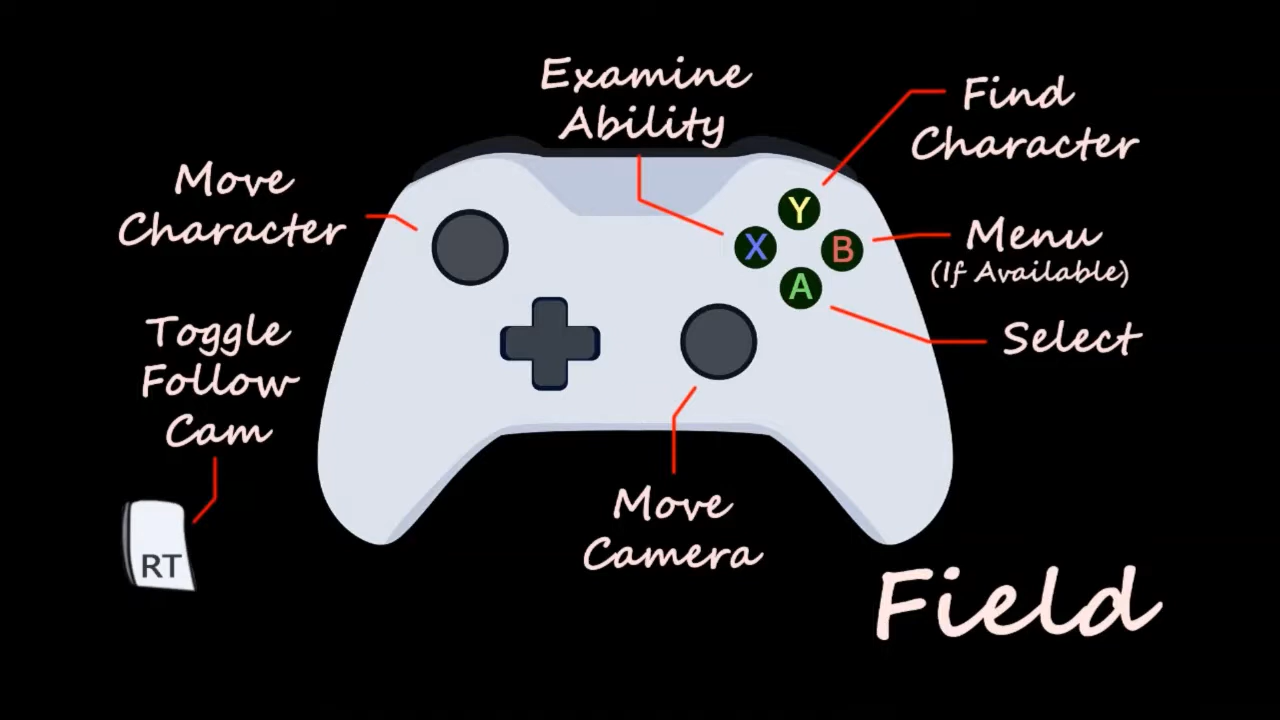 Examine
Ability
Find
Character
Move
Character
Y
X
B
A
Menu
(If Available)
Select
Toggle
Follow
Cam
RT
Move
Camera
Field